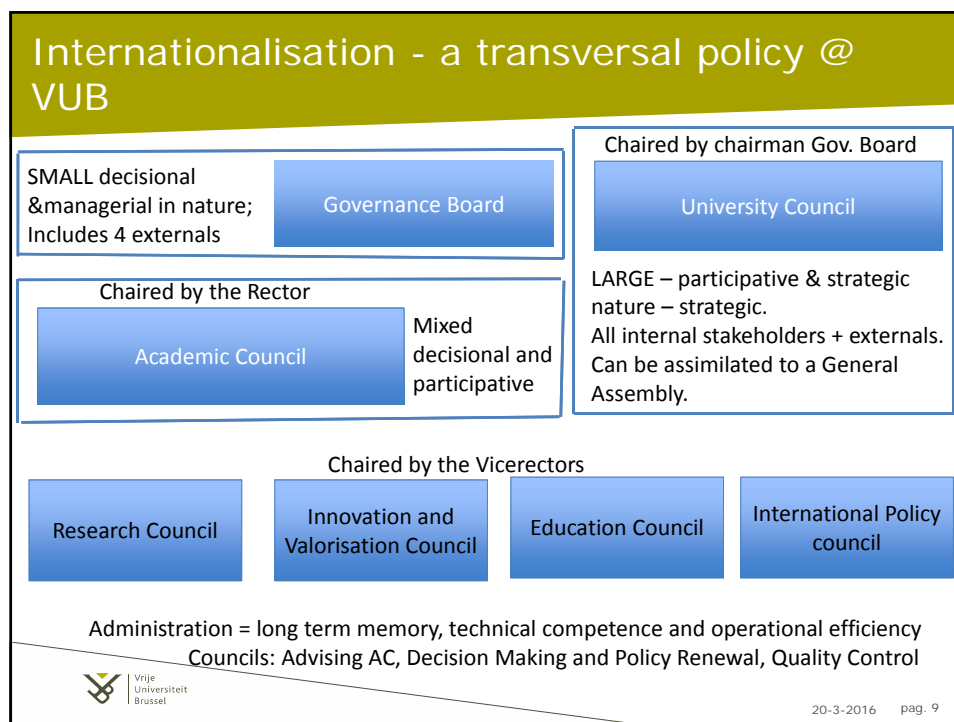 Internationalisation - a transversal policy @
VUB
SMALL decisional
&managerial in nature;
Includes 4 externals
Governance Board
Chaired by chairman Gov. Board
University Council
LARGE – participative & strategic
nature – strategic.
All internal stakeholders + externals.
Can be assimilated to a General
Assembly.
Chaired by the Rector
Academic Council
Mixed
decisional and
participative
Chaired by the Vicerectors
Research Council
Innovation and
Valorisation Council
Education Council
International Policy
council
Administration = long term memory, technical competence and operational efficiency
Councils: Advising AC, Decision Making and Policy Renewal, Quality Control
Vrije
Universiteit
Brussel
20-3-2016 pag. 9